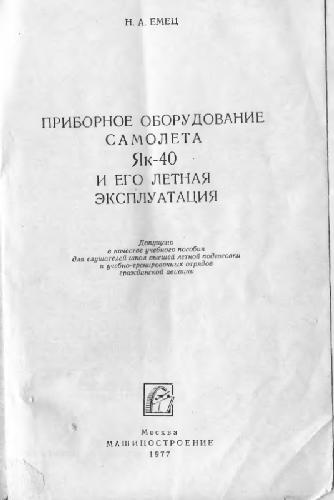 Н. А. ЕМЕЦ
ПРИБОРНОЕ ОБОРУДОВАНИЕ
САМОЛЕТА
Як-40
И ЕГО ЛЕТНАЯ
ЭКСПЛУАТАЦИЯ
Допущено
в качестве учебного пособия
для слушателей школ высшей летной подготовки
и учебно-тренировочных отрядов
гражданской авиации
Москва
МАШИНОСТРОЕНИЕ
1977